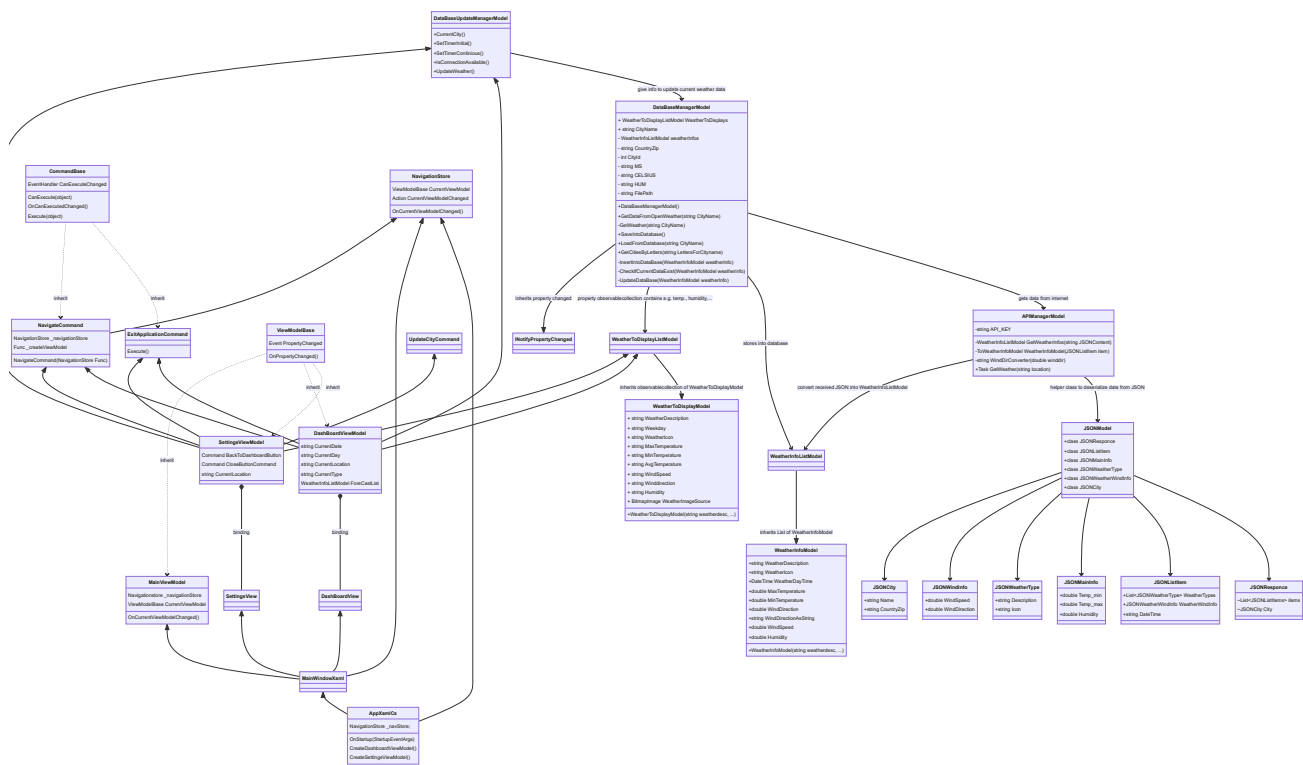 DataBaseUpdateManagerModel
+CurrentCity()
+SetTimerInitial()
+SetTimerContinious()
+IsConnectionAvailable()
+UpdateWeather()
give info to update current weather data
DataBaseManagerModel
+ WeatherToDisplayListModel WeatherToDisplays
+ string CityName
- WeatherInfoListModel weatherInfos
- string CountryZip
- int CityId
- string MS
- string CELSIUS
- string HUM
- string FilePath
+DataBaseManagerModel()
+GetDataFromOpenWeather(string CityName)
-GetWeather(string CityName)
+SaveIntoDatabase()
+LoadFromDatabase(string CityName)
+GetCitiesByLetters(string LettersForCityname)
-InsertIntoDataBase(WeatherInfoModel weatherInfo)
-CheckIfCurrentDataExist(WeatherInfoModel weatherInfo)
-UpdateDataBase(WeatherInfoModel weatherInfo)
CommandBase
EventHandler CanExecuteChanged
CanExecute(object)
OnCanExecutedChanged()
Execute(object)
NavigationStore
ViewModelBase CurrentViewModel
Action CurrentViewModelChanged
OnCurrentViewModelChanged()
inherit
inherit
inherits property changed
property observablecollection contains e.g. temp., humidity,...
gets data from internet
NavigateCommand
NavigationStore _navigationStore
Func _createViewModel
NavigateCommand(NavigationStore Func)
ExitApplicationCommand
Execute()
ViewModelBase
Event PropertyChanged
OnPropertyChanged()
UpdateCityCommand
INotifyPropertyChanged
WeatherToDisplayListModel
stores into database
APIManagerModel
-string API_KEY
-WeatherInfoListModel GetWeatherInfos(string JSONContent)
-ToWeatherInfoModel WeatherInfoModel(JSONListItem item)
-string WindDirConverter(double winddir)
+Task GetWeather(string location)
inherit
inherit
inherits observablecollection of WeatherToDisplayModel
convert received JSON into WeatherInfoListModel
helper class to deserialize data from JSON
WeatherToDisplayModel
+ string WeatherDescription
+ string Weekday
+ string WeatherIcon
+ string MaxTemperature
+ string MinTemperature
+ string AvgTemperature
+ string WindSpeed
+ string Winddirection
+ string Humidity
+ BitmapImage WeatherImageSource
+WeatherToDisplayModel(string weatherdesc, ...)
inherit
SettingsViewModel
Command BackToDashboardButton
Command CloseButtonCommand
string CurrentLocation
DashBoardViewModel
string CurrentDate
string CurrentDay
string CurrentLocation
string CurrentType
WeatherInfoListModel ForeCastList
WeatherInfoListModel
JSONModel
+class JSONResponce
+class JSONListItem
+class JSONMainInfo
+class JSONWeatherType
+class JSONWeatherWindInfo
+class JSONCity
binding
binding
inherits List of WeatherInfoModel
MainViewModel
Navigationstore _navigationStore
ViewModelBase CurrentViewModel
OnCurrentViewModelChanged()
SettingsView
DashBoardView
WeatherInfoModel
+string WeatherDescription
+string WeatherIcon
+DateTime WeatherDayTime
+double MaxTemperature
+double MinTemperature
+double WindDirection
+string WindDirectionAsString
+double WindSpeed
+double Humidity
+WeatherInfoModel(string weatherdesc, ...)
JSONCity
+string Name
+string CountryZip
JSONWindInfo
+double WindSpeed
+double WindDirection
JSONWeatherType
+string Description
+string Icon
JSONMainInfo
+double Temp_min
+double Temp_max
+double Humidity
JSONListItem
+List<JSONWeatherType> WeatherTypes
+JSONWeatherWindInfo WeatherWindInfo
+string DateTime
JSONResponce
~List<JSONListItems> items
~JSONCity City
MainWindowXaml
AppXamlCs
NavigationStore _navStore;
OnStartup(StartupEventArgs)
CreateDashboardViewModel()
CreateSettingsViewModel()